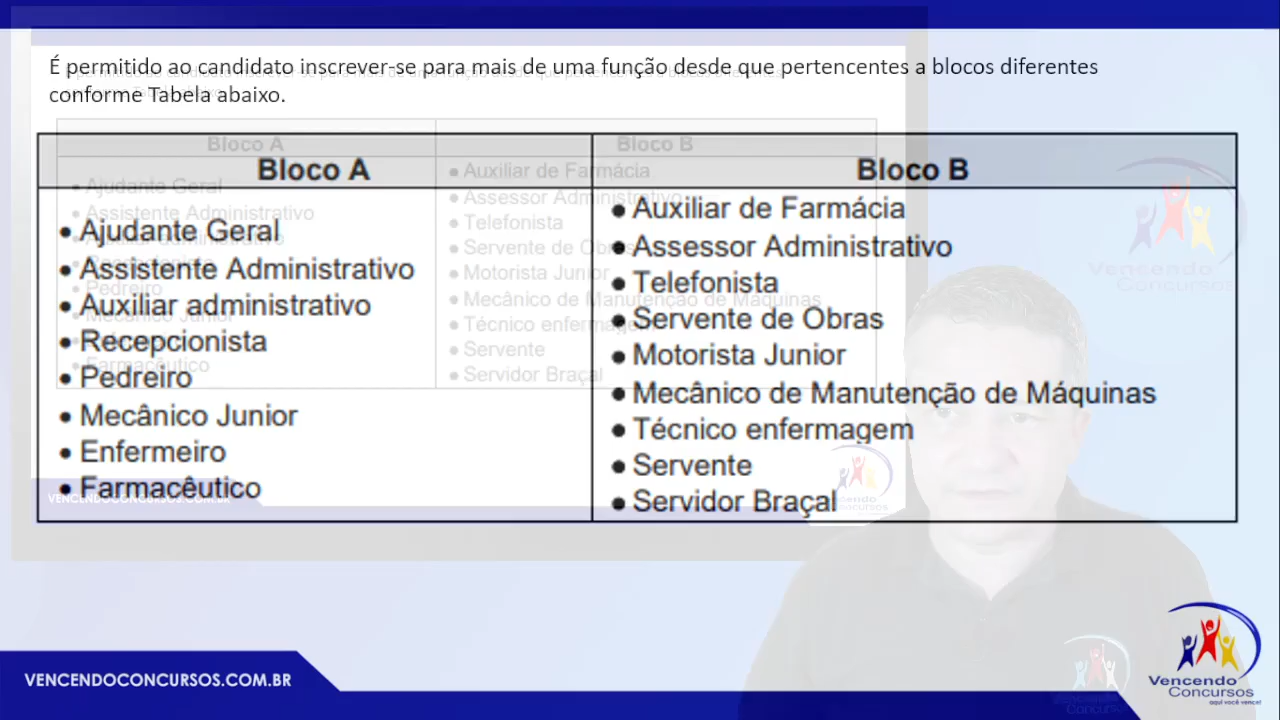 É permitido ao candidato inscrever-se para mais de uma função desde que pertencentes a blocos diferentes
conforme Tabela abaixo.
Bloco A
• Ajudante Geral
• Assistente Administrativo
• Auxiliar administrativo
• Recepcionista
• Pedreiro
• Mecânico Junior
• Enfermeiro
• Farmacêutico
Bloco B
• Auxiliar de Farmácia
• Assessor Administrativo
• Telefonista
• Servente de Obras
• Motorista Junior
• Mecânico de Manutenção de Máquinas
• Técnico enfermagem
• Servente
• Servidor Braçal
VENCENDOCONCURSOS.COM.BR
Vencendo
Concursos
aqui você vence!